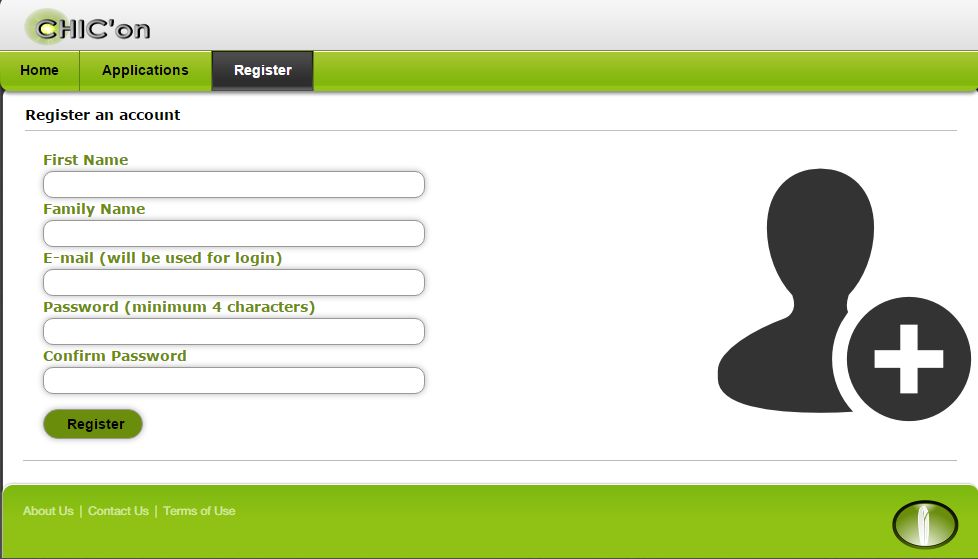 CHIC'on
Home Applications Register
Register an account
First Name
Family Name
E-mail (will be used for login)
Password (minimum 4 characters)
Confirm Password
Register
About Us | Contact Us | Terms of Use